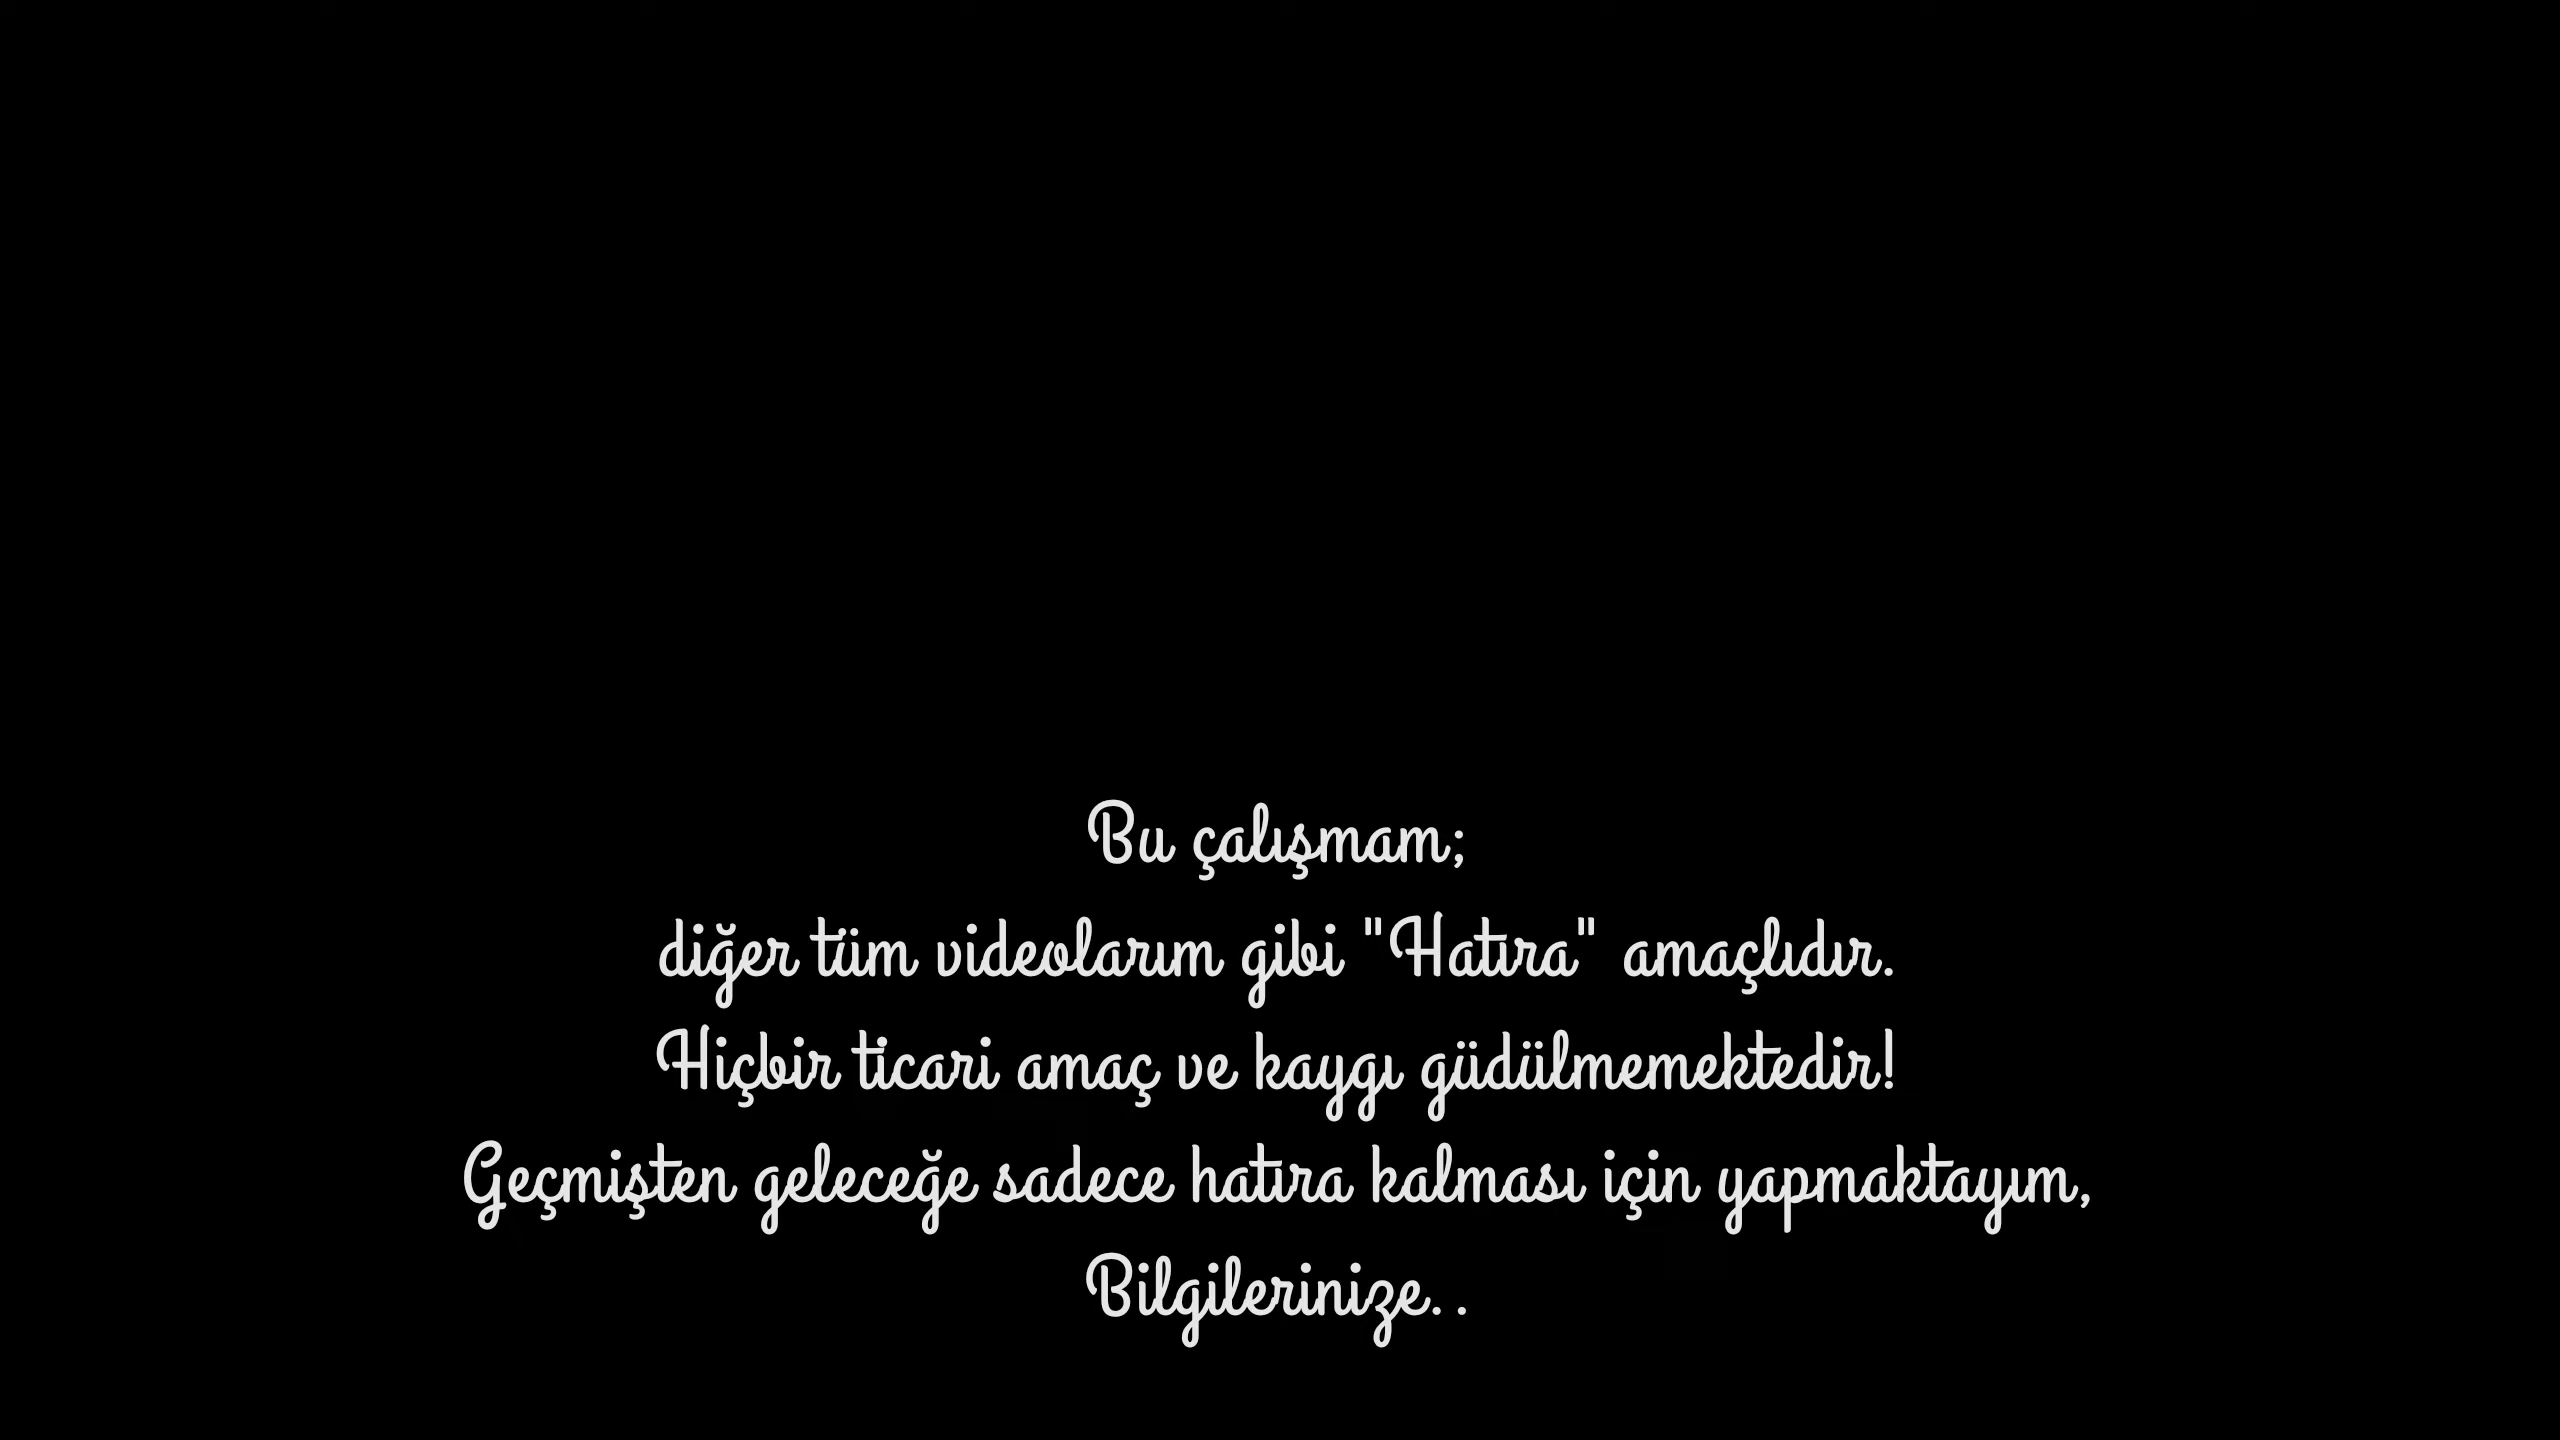 Bu çalışmam;
diğer tüm videolarım gibi "Hatıra" amaçlıdır.
Hiçbir ticari amaç ve kaygı güdülmemektedir!
Geçmişten geleceğe sadece hatıra kalması için yapmaktayım,
Bilgilerinize..